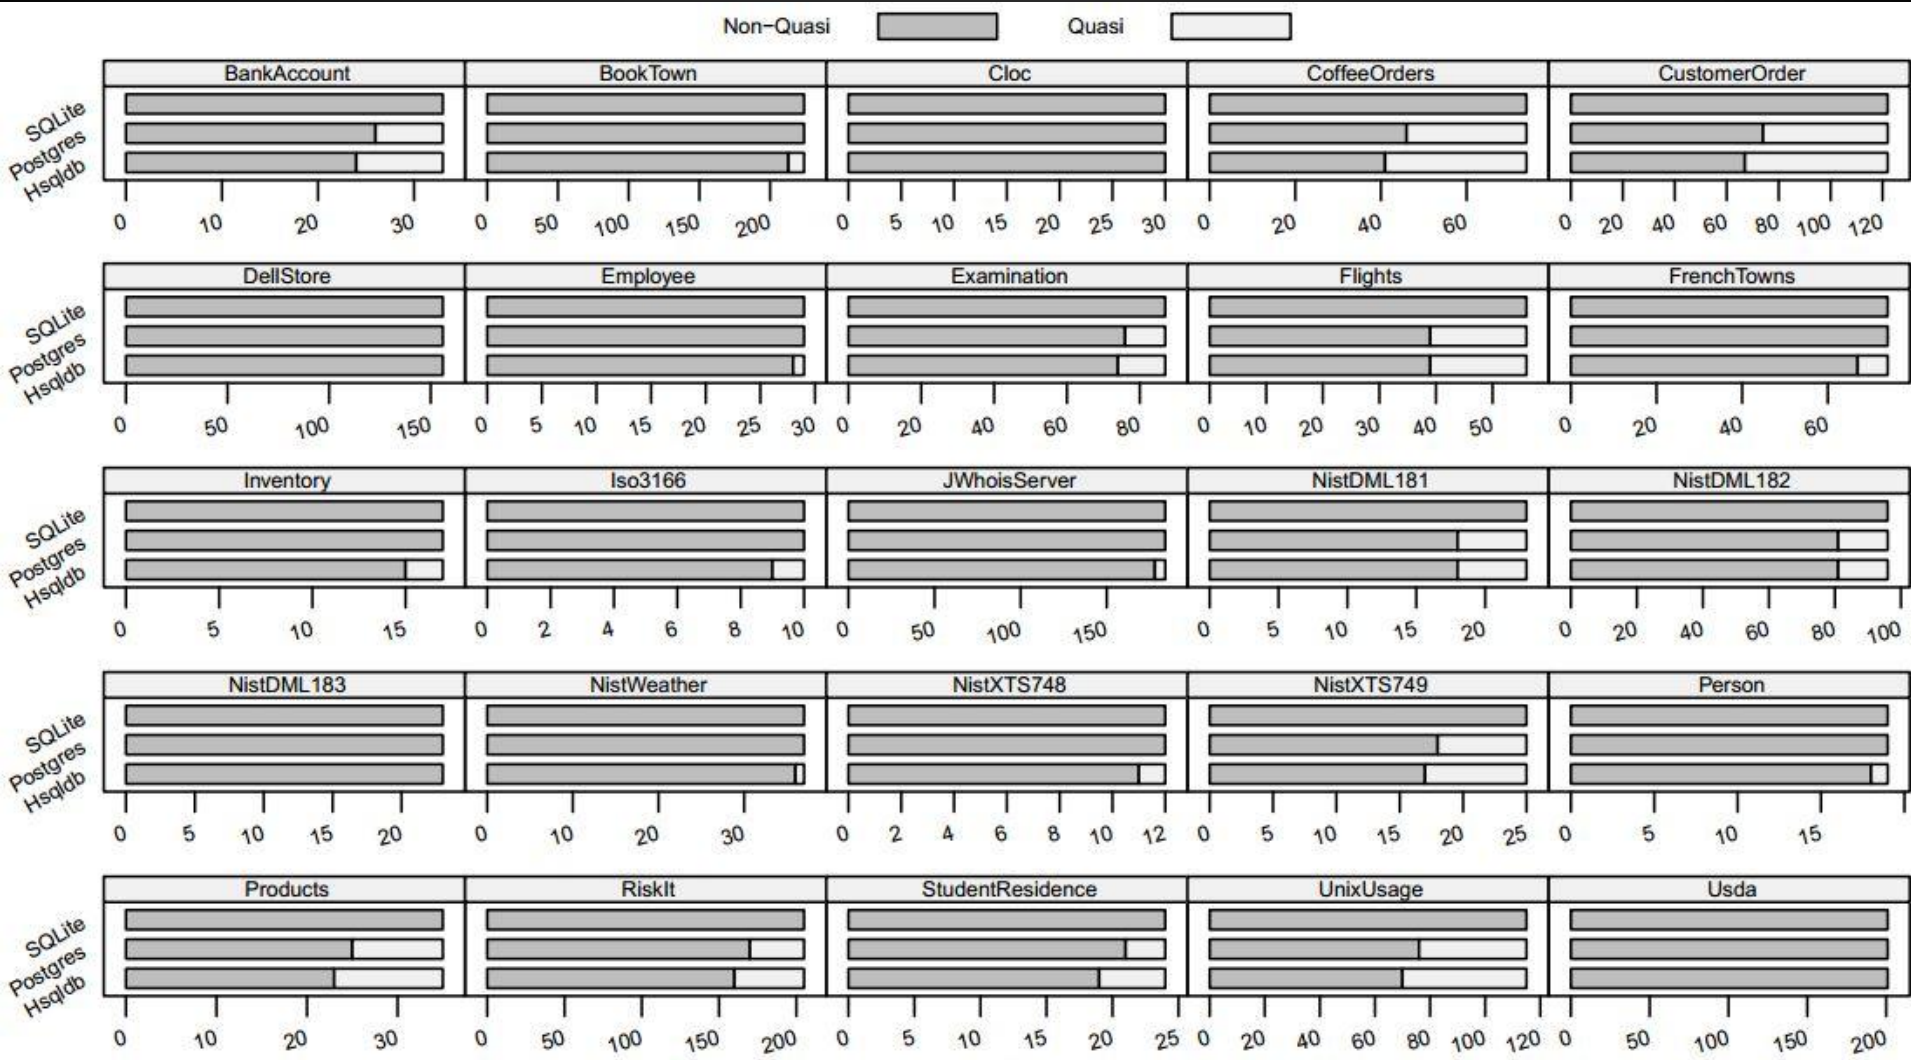 Non-Quasi Quasi
BankAccount BookTown Cloc CoffeeOrders CustomerOrder
SQLite
Postgres
Hsqldb
0 10 20 30 0 50 100 150 200 0 5 10 15 20 25 30 0 20 40 60 0 20 40 60 80 100 120
DellStore Employee Examination Flights FrenchTowns
SQLite
Postgres
Hsqldb
0 50 100 150 0 5 10 15 20 25 30 0 20 40 60 80 0 10 20 30 40 50 0 20 40 60
Inventory Iso3166 JWhoisServer NistDML181 NistDML182
SQLite
Postgres
Hsqldb
0 5 10 15 0 2 4 6 8 10 0 50 100 150 0 5 10 15 20 0 20 40 60 80 100
NistDML183 NistWeather NistXTS748 NistXTS749 Person
SQLite
Postgres
Hsqldb
0 5 10 15 20 0 10 20 30 0 2 4 6 8 10 12 0 5 10 15 20 25 0 5 10 15
Products RiskIt StudentResidence UnixUsage Usda
SQLite
Postgres
Hsqldb
0 10 20 30 0 50 100 150 200 0 5 10 15 20 25 0 20 40 60 80 100 120 0 50 100 150 200